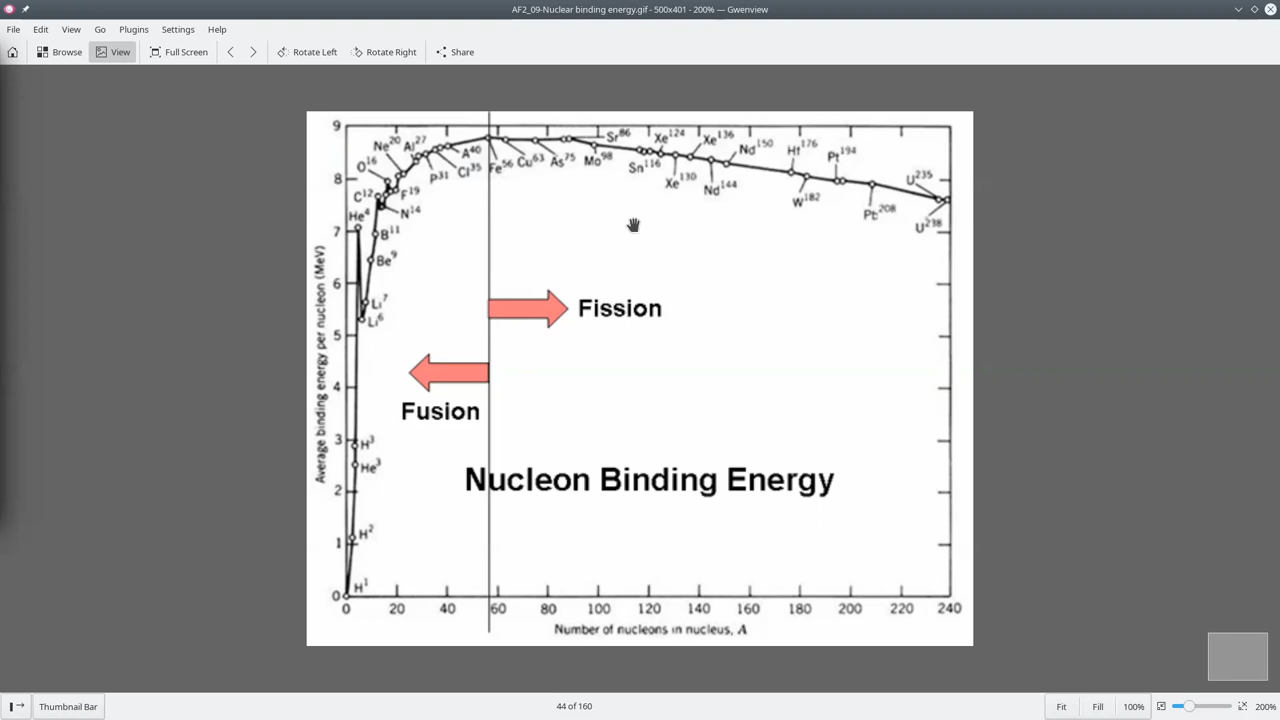 AF2_09-Nuclear binding energy.gif - 500x401 - 200% — Gwenview
File Edit View Go Plugins Settings Help
Browse View Full Screen Rotate Left Rotate Right Share
9
8
7
6
5
4
3
2
1
0
Average binding energy per nucleon (MeV)
H¹
H²
He³
H³
He⁴
Li⁶
Li⁷
Be⁹
B¹¹
C¹²
N¹⁴
O¹⁶
F¹⁹
Ne²⁰
Al²⁷
P³¹
Cl³⁵
A⁴⁰
Fe⁵⁶
Cu⁶³
As⁷⁵
Sr⁸⁶
Mo⁹⁸
Sn¹¹⁶
Xe¹²⁴
Xe¹³⁰
Xe¹³⁶
Nd¹⁴⁴
Nd¹⁵⁰
Hf¹⁷⁶
W¹⁸²
Pt¹⁹⁴
Pt²⁰⁸
U²³⁵
U²³⁸
Fission
Fusion
Nucleon Binding Energy
0 20 40 60 80 100 120 140 160 180 200 220 240
Number of nucleons in nucleus, A
Thumbnail Bar 44 of 160 Fit Fill 100% 200%